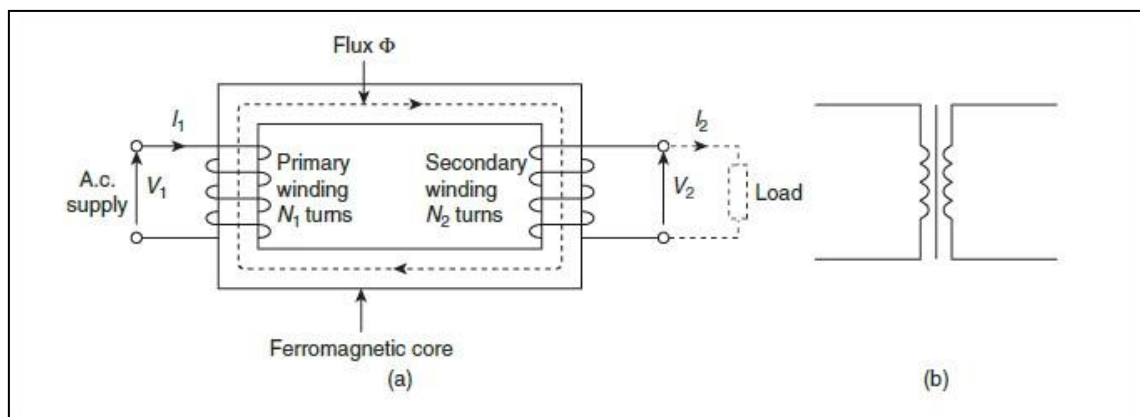 Flux Φ
I₁
I₂
A.c.
supply
V₁
Primary
winding
N₁ turns
Secondary
winding
N₂ turns
V₂
Load
Ferromagnetic core
(a)
(b)